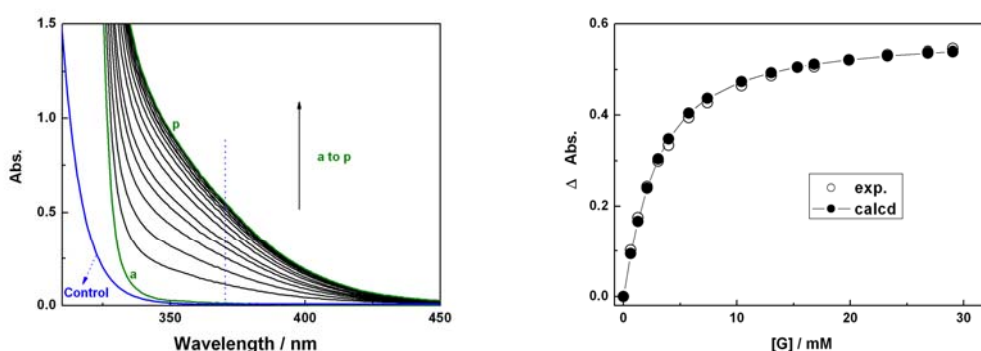 1.5
1.0
0.5
0.0
Abs.
p
a to p
a
Control
350
400
450
Wavelength / nm
0.6
0.4
0.2
0.0
Δ Abs.
exp.
calcd
0
10
20
30
[G] / mM